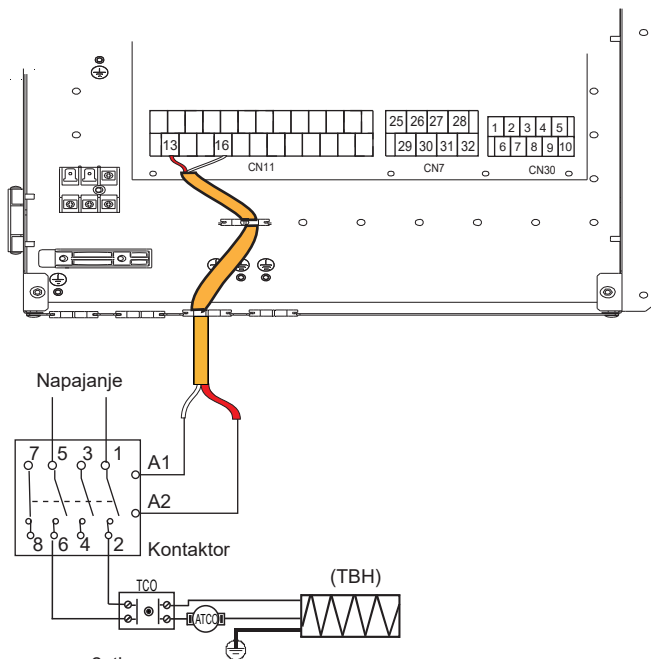 25 26 27 28
1 2 3 4 5
13 16
29 30 31 32
6 7 8 9 10
CN11
CN7
CN30
Napajanje
7 5 3 1
A1
A2
8 6 4 2
Kontaktor
TCO
(TBH)
ATCO